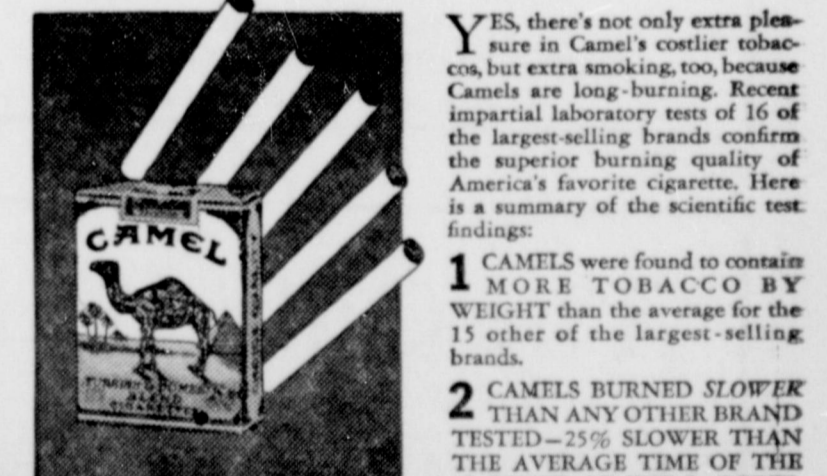 CAMEL
TURKISH & DOMESTIC
BLEND
CIGARETTES
YES, there's not only extra plea-
sure in Camel's costlier tobac-
cos, but extra smoking, too, because
Camels are long-burning. Recent
impartial laboratory tests of 16 of
the largest-selling brands confirm
the superior burning quality of
America's favorite cigarette. Here
is a summary of the scientific test
findings:
1 CAMELS were found to contain
MORE TOBACCO BY
WEIGHT than the average for the
15 other of the largest-selling
brands.
2 CAMELS BURNED SLOWER
THAN ANY OTHER BRAND
TESTED—25% SLOWER THAN
THE AVERAGE TIME OF THE